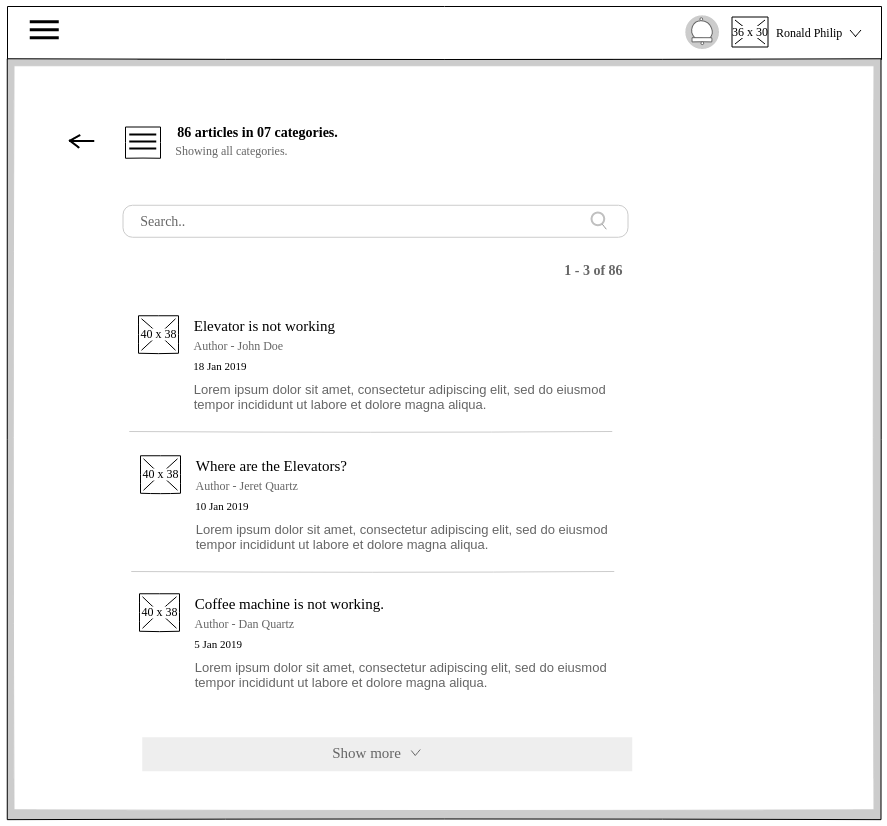 36 x 30 Ronald Philip
86 articles in 07 categories.
Showing all categories.
Search..
1 - 3 of 86
40 x 38
Elevator is not working
Author - John Doe
18 Jan 2019
Lorem ipsum dolor sit amet, consectetur adipiscing elit, sed do eiusmod
tempor incididunt ut labore et dolore magna aliqua.
40 x 38
Where are the Elevators?
Author - Jeret Quartz
10 Jan 2019
Lorem ipsum dolor sit amet, consectetur adipiscing elit, sed do eiusmod
tempor incididunt ut labore et dolore magna aliqua.
40 x 38
Coffee machine is not working.
Author - Dan Quartz
5 Jan 2019
Lorem ipsum dolor sit amet, consectetur adipiscing elit, sed do eiusmod
tempor incididunt ut labore et dolore magna aliqua.
Show more